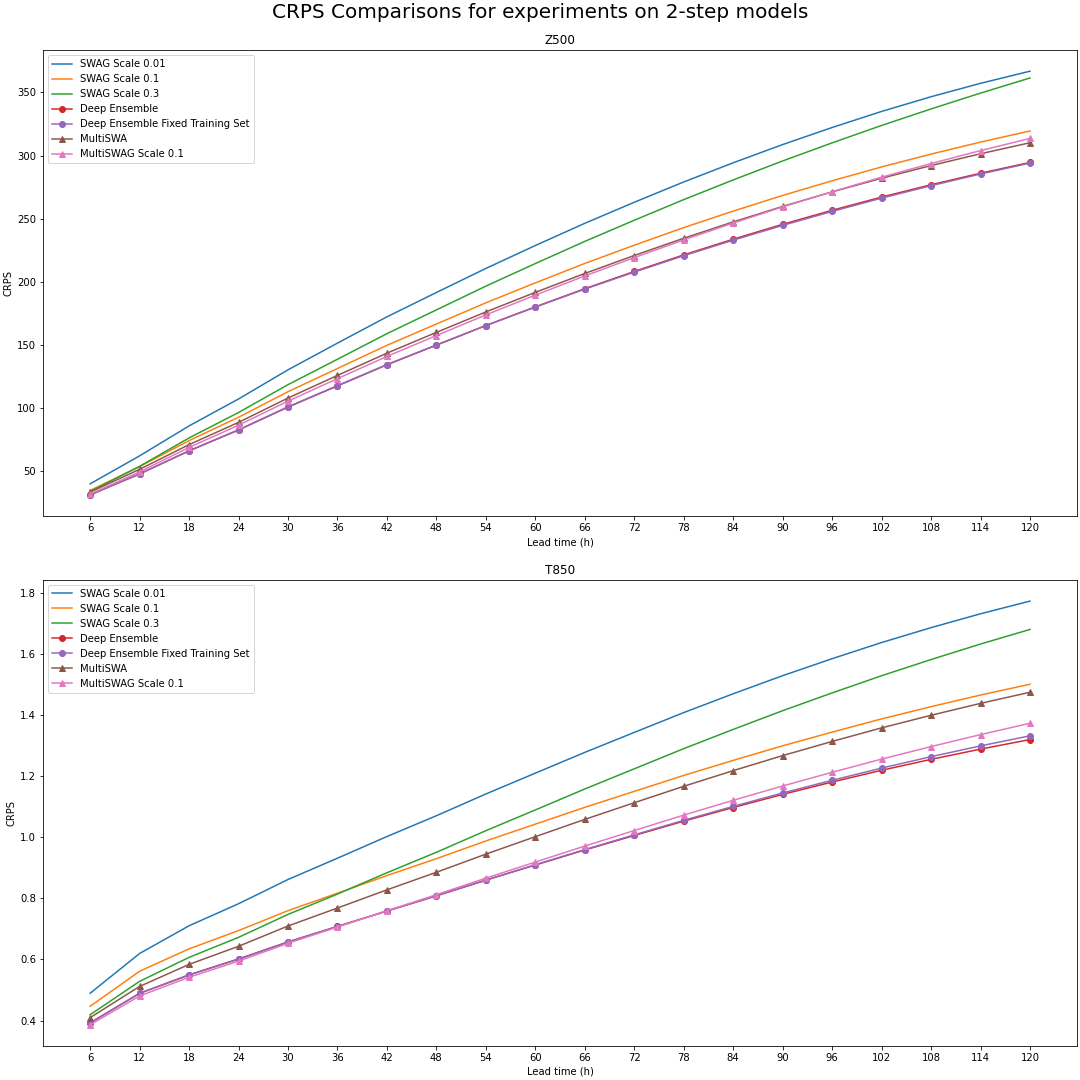 CRPS Comparisons for experiments on 2-step models
Z500
SWAG Scale 0.01
SWAG Scale 0.1
SWAG Scale 0.3
Deep Ensemble
Deep Ensemble Fixed Training Set
MultiSWA
MultiSWAG Scale 0.1
350
300
250
200
150
100
50
CRPS
6 12 18 24 30 36 42 48 54 60 66 72 78 84 90 96 102 108 114 120
Lead time (h)
T850
SWAG Scale 0.01
SWAG Scale 0.1
SWAG Scale 0.3
Deep Ensemble
Deep Ensemble Fixed Training Set
MultiSWA
MultiSWAG Scale 0.1
1.8
1.6
1.4
1.2
1.0
0.8
0.6
0.4
CRPS
6 12 18 24 30 36 42 48 54 60 66 72 78 84 90 96 102 108 114 120
Lead time (h)